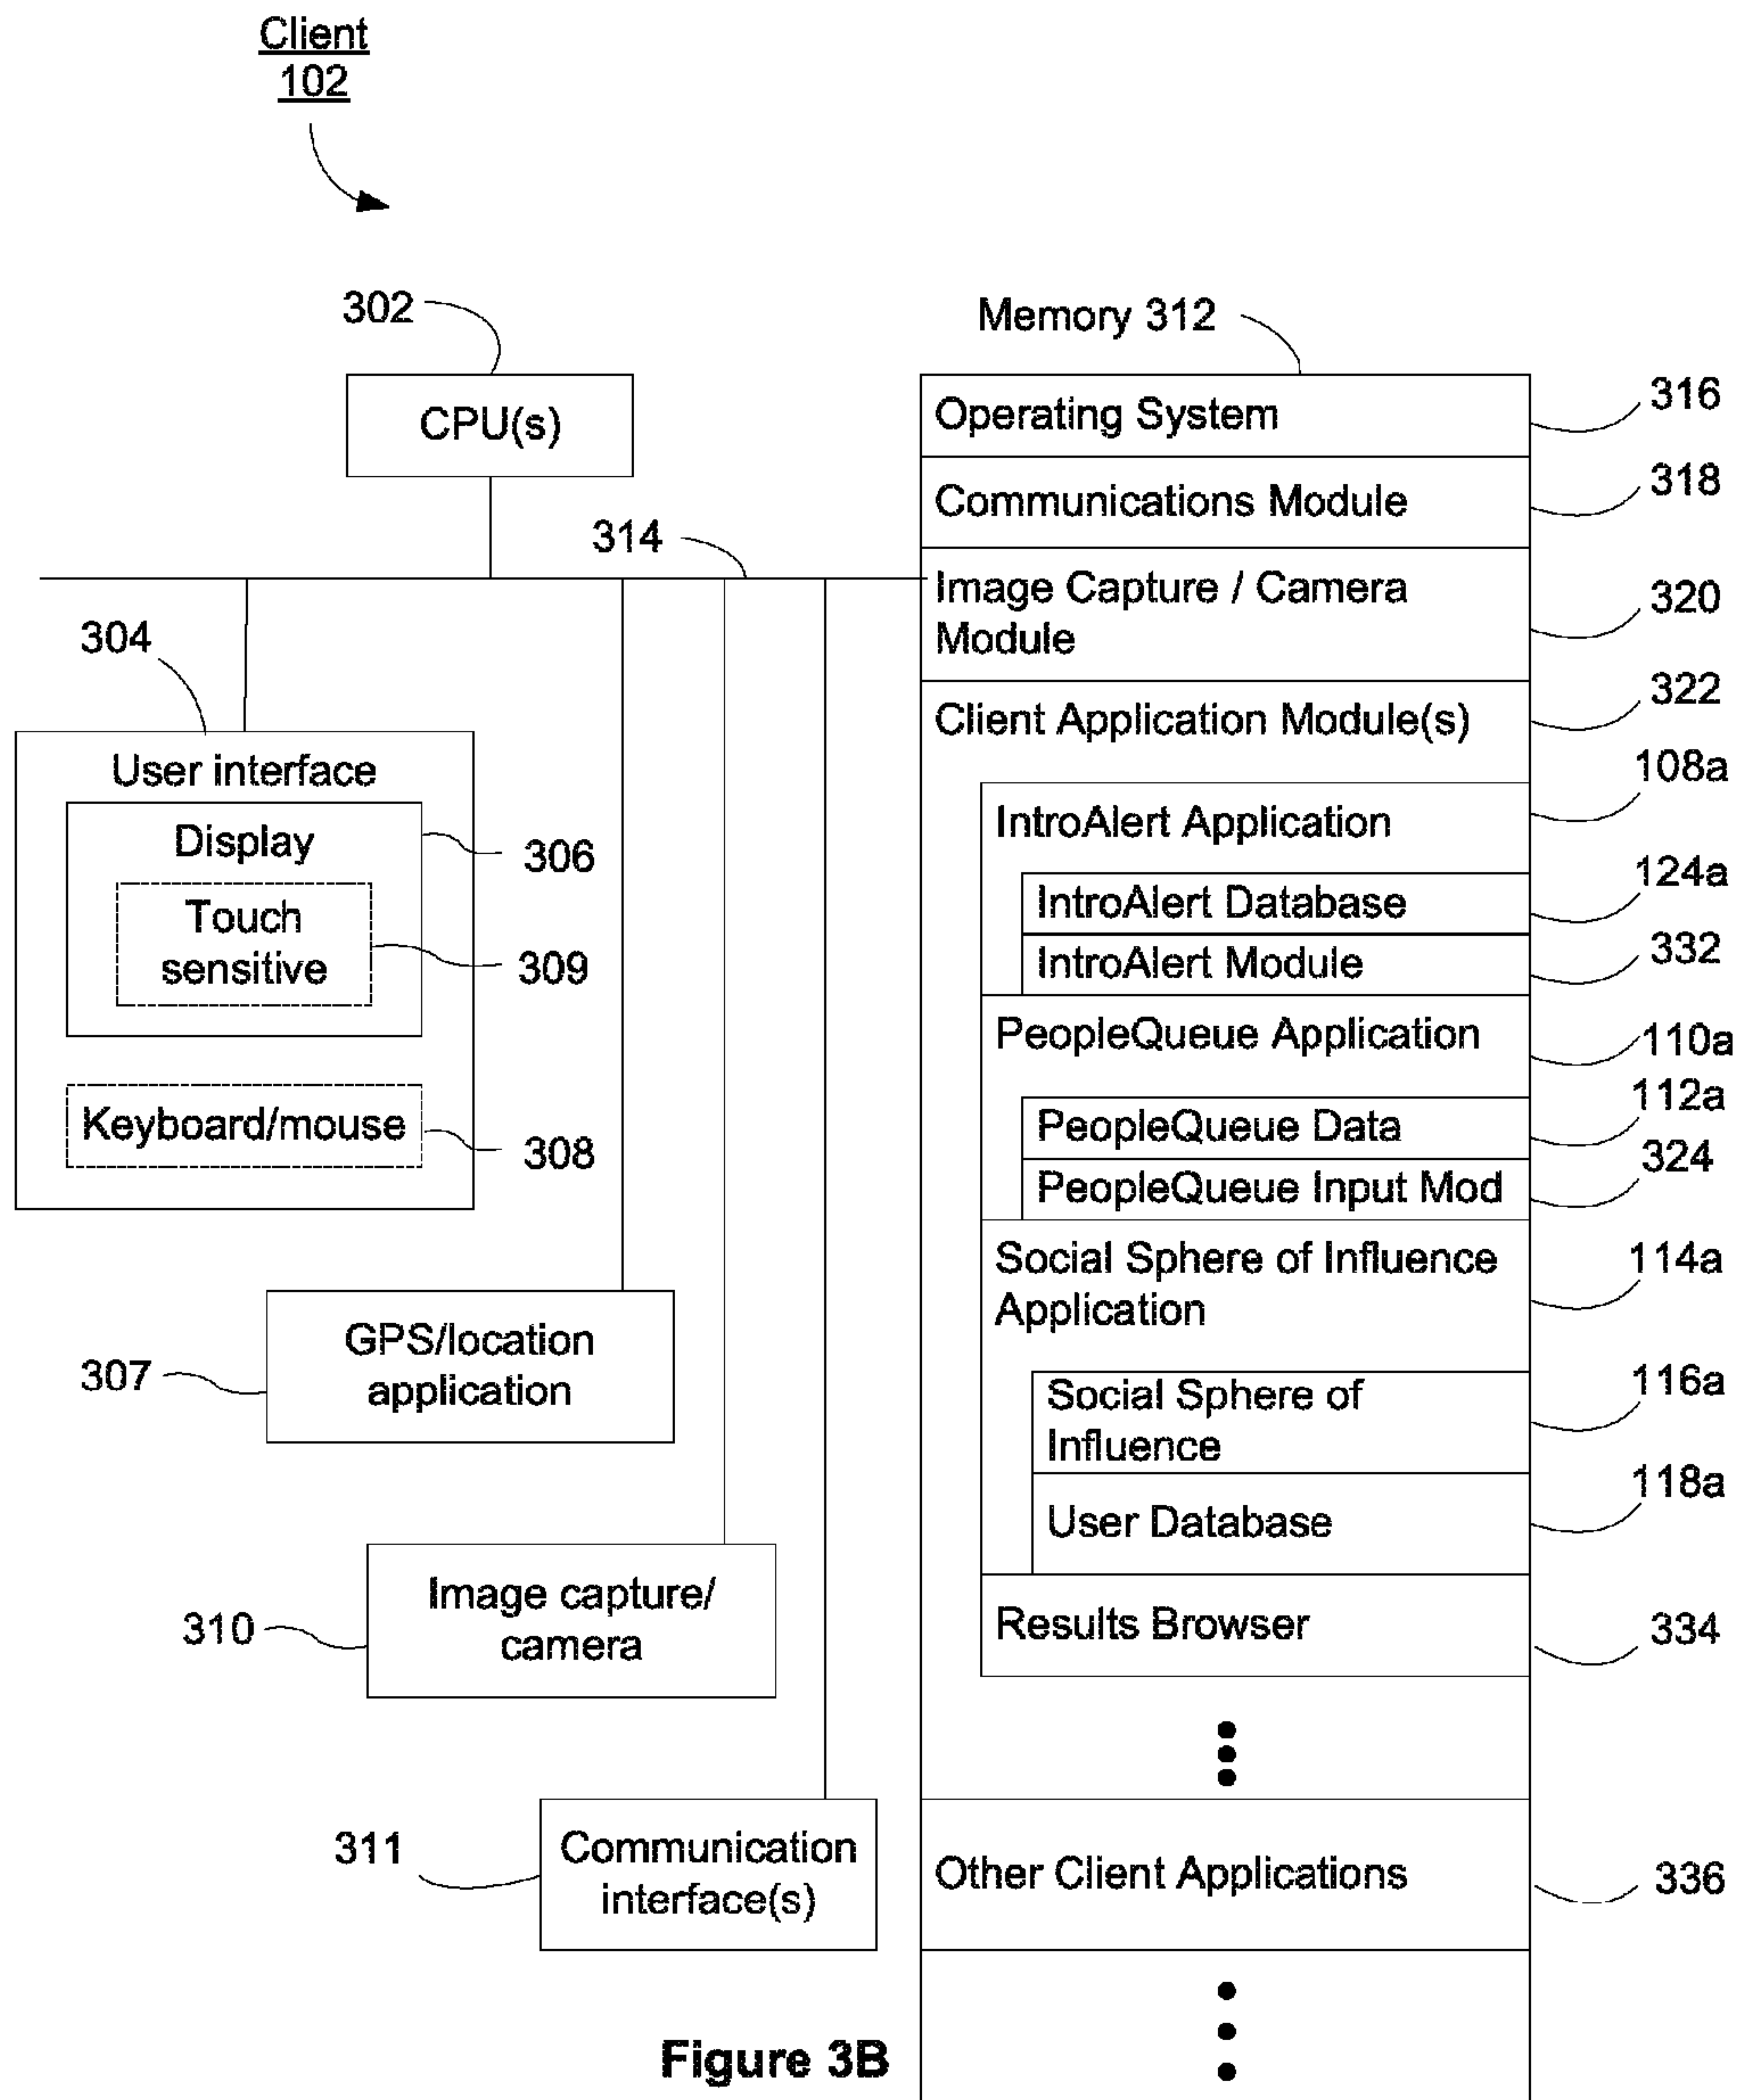 Client
102
302
CPU(s)
314
304
User interface
Display
306
Touch
sensitive
309
Keyboard/mouse
308
GPS/location
application
307
Image capture/
camera
310
Communication
interface(s)
311
Memory 312
Operating System
316
Communications Module
318
Image Capture / Camera
Module
320
Client Application Module(s)
322
IntroAlert Application
108a
IntroAlert Database
124a
IntroAlert Module
332
PeopleQueue Application
110a
PeopleQueue Data
112a
PeopleQueue Input Mod
324
Social Sphere of Influence
Application
114a
Social Sphere of
Influence
116a
User Database
118a
Results Browser
334
Other Client Applications
336
Figure 3B